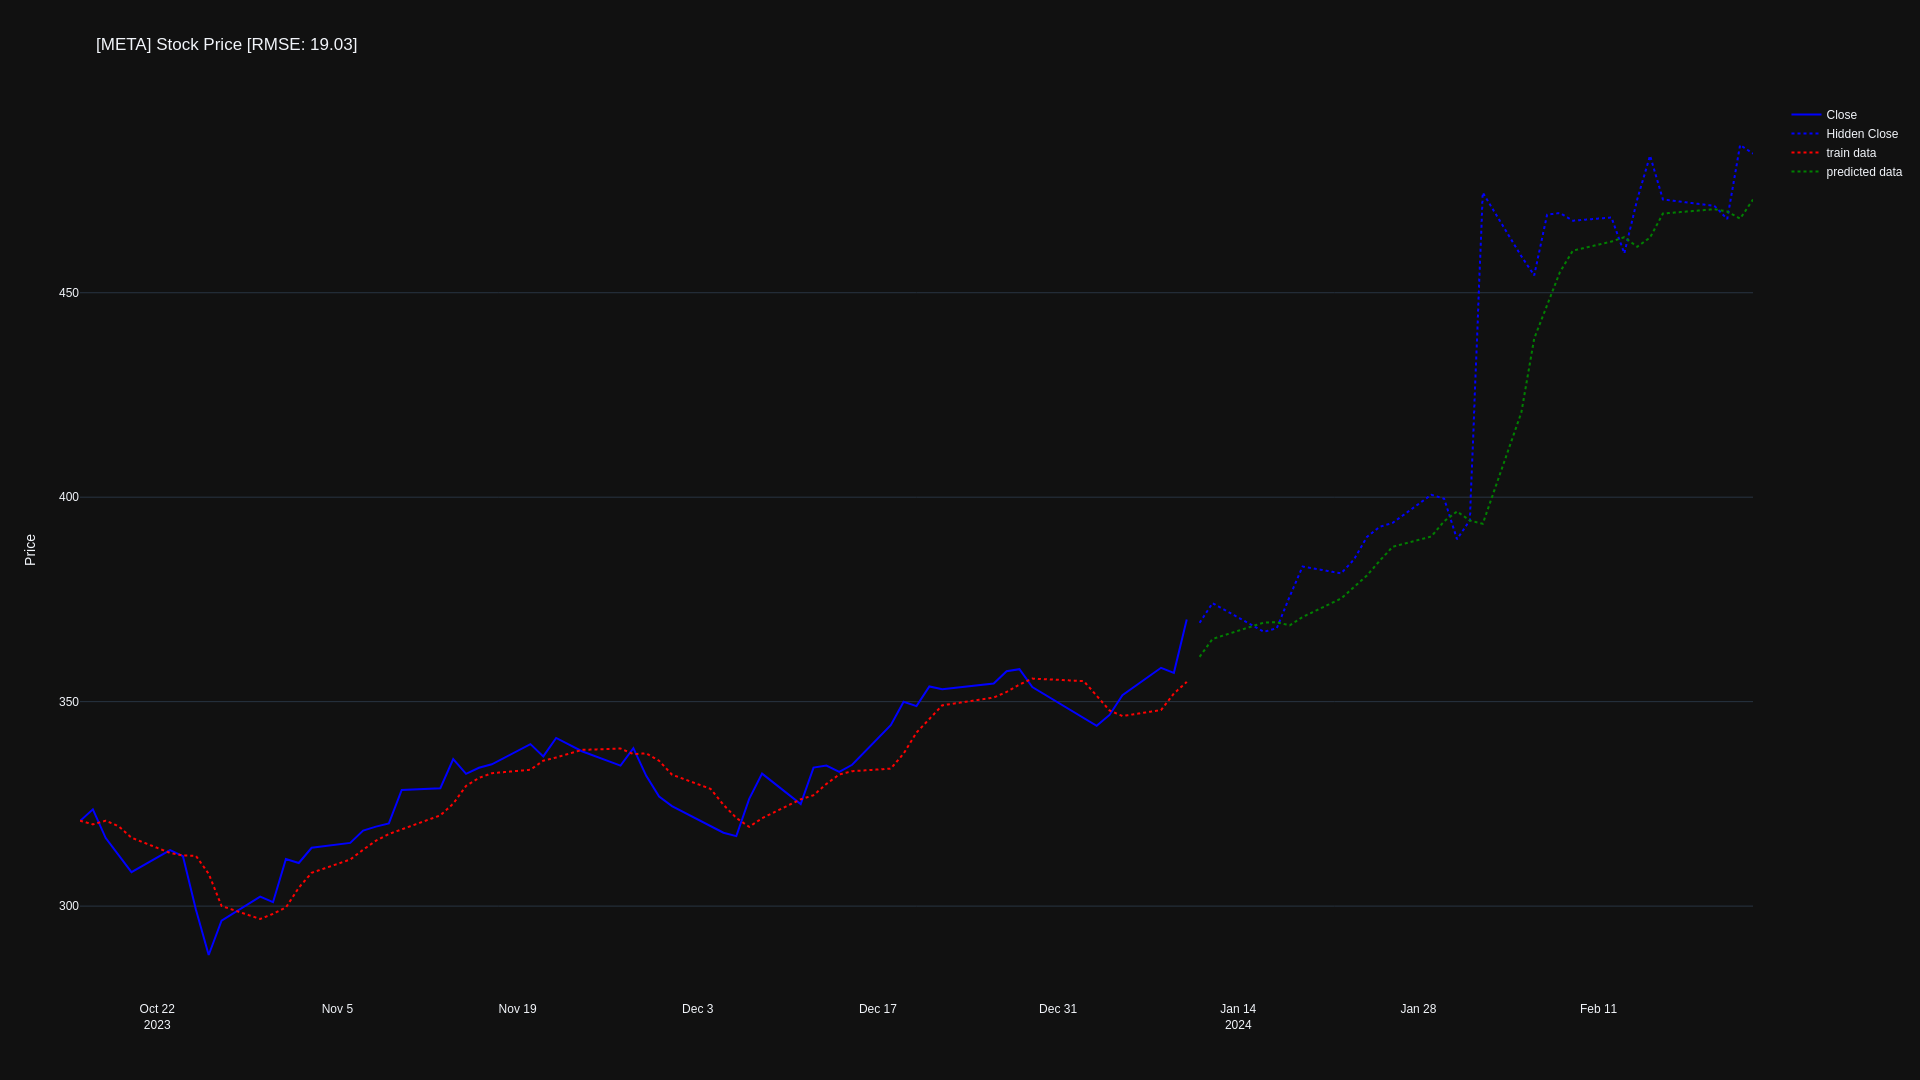 [META] Stock Price [RMSE: 19.03]
Close
Hidden Close
train data
predicted data
Price
450
400
350
300
Oct 22
2023
Nov 5
Nov 19
Dec 3
Dec 17
Dec 31
Jan 14
2024
Jan 28
Feb 11